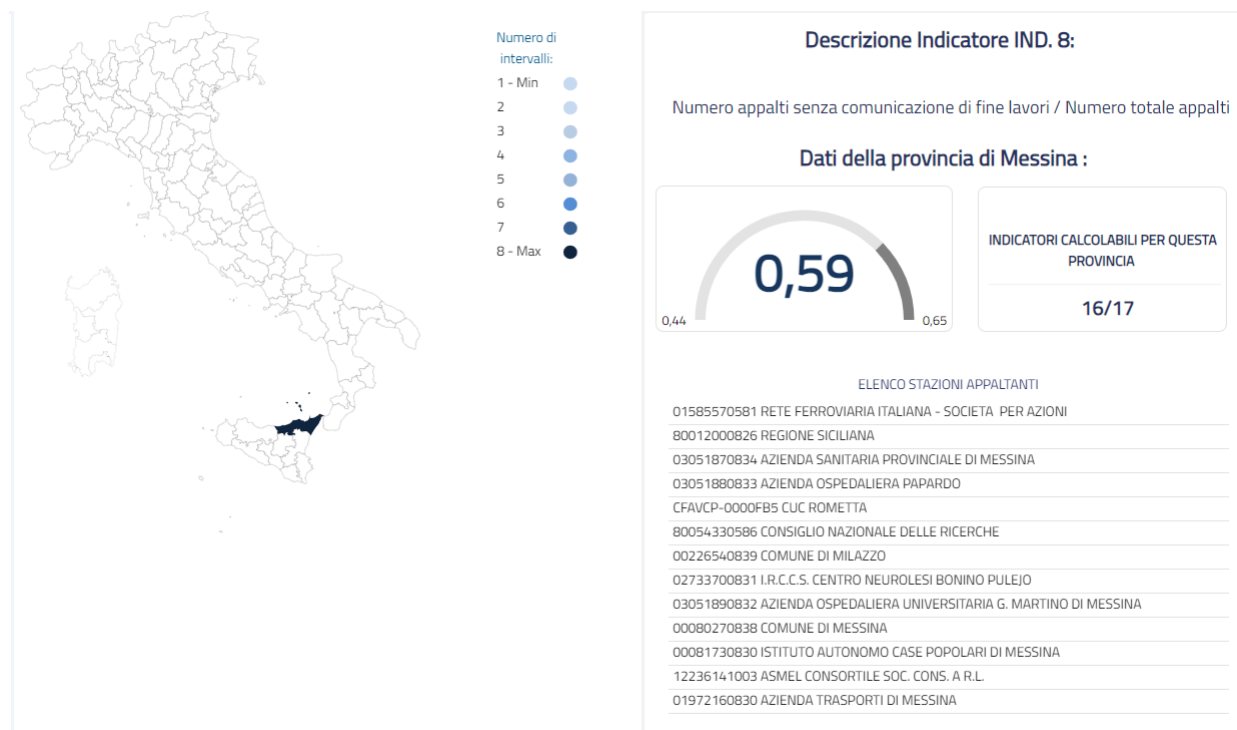 Numero di
intervalli:
1 - Min
2
3
4
5
6
7
8 - Max
Descrizione Indicatore IND. 8:
Numero appalti senza comunicazione di fine lavori / Numero totale appalti
Dati della provincia di Messina :
0,59
0,44
0,65
INDICATORI CALCOLABILI PER QUESTA
PROVINCIA
16/17
ELENCO STAZIONI APPALTANTI
01585570581 RETE FERROVIARIA ITALIANA - SOCIETA PER AZIONI
80012000826 REGIONE SICILIANA
03051870834 AZIENDA SANITARIA PROVINCIALE DI MESSINA
03051880833 AZIENDA OSPEDALIERA PAPARDO
CFAVCP-0000FB5 CUC ROMETTA
80054330586 CONSIGLIO NAZIONALE DELLE RICERCHE
00226540839 COMUNE DI MILAZZO
02733700831 I.R.C.C.S. CENTRO NEUROLESI BONINO PULEJO
03051890832 AZIENDA OSPEDALIERA UNIVERSITARIA G. MARTINO DI MESSINA
00080270838 COMUNE DI MESSINA
00081730830 ISTITUTO AUTONOMO CASE POPOLARI DI MESSINA
12236141003 ASMEL CONSORTILE SOC. CONS. A R.L.
01972160830 AZIENDA TRASPORTI DI MESSINA